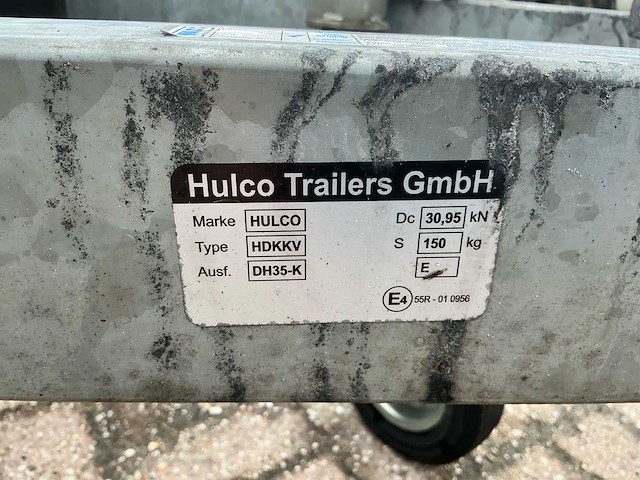 Hulco Trailers GmbH
Marke HULCO Dc 30,95 kN
Type HDKKV S 150 kg
Ausf. DH35-K E
E4 55R - 01 0956